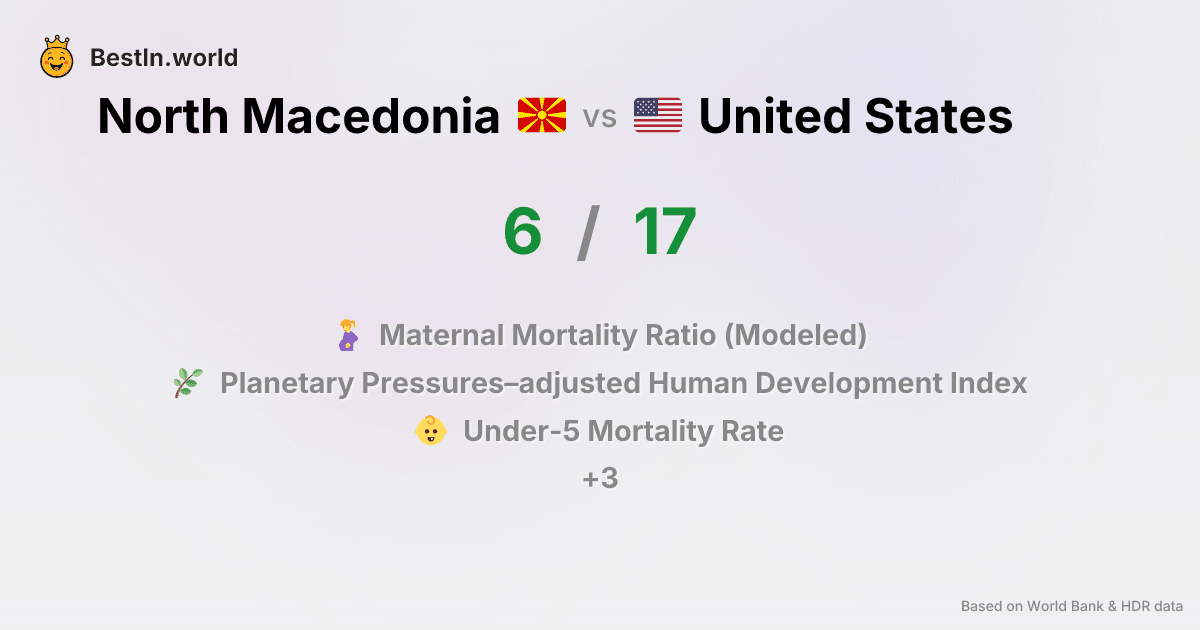 BestIn.world
North Macedonia vs United States
6 / 17
Maternal Mortality Ratio (Modeled)
Planetary Pressures–adjusted Human Development Index
Under-5 Mortality Rate
+3
Based on World Bank & HDR data